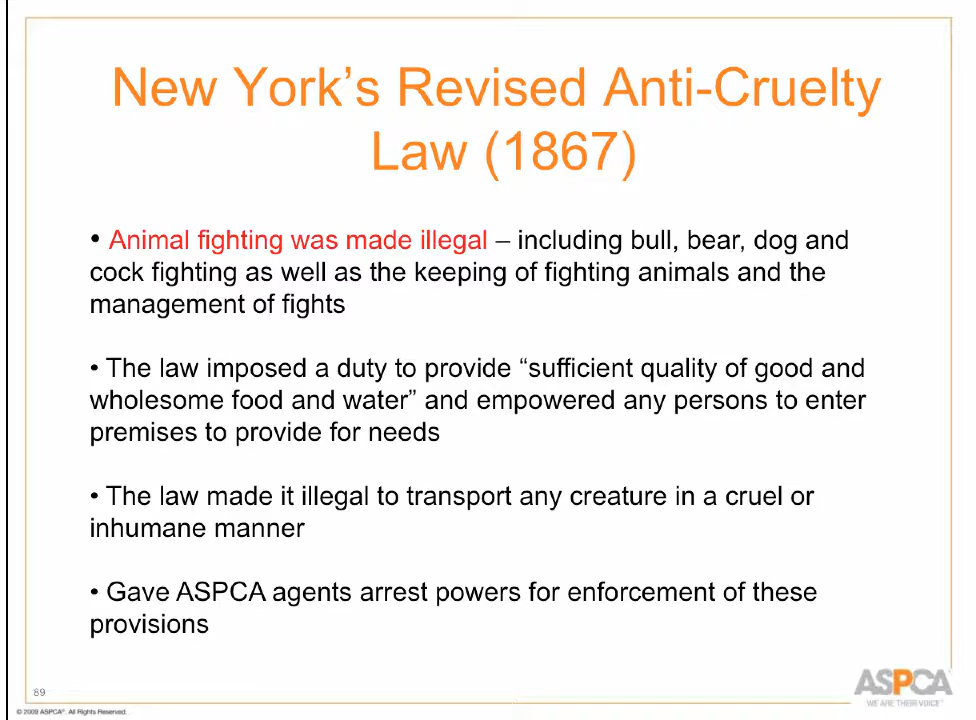 New York’s Revised Anti-Cruelty
Law (1867)
• Animal fighting was made illegal – including bull, bear, dog and
cock fighting as well as the keeping of fighting animals and the
management of fights
• The law imposed a duty to provide “sufficient quality of good and
wholesome food and water” and empowered any persons to enter
premises to provide for needs
• The law made it illegal to transport any creature in a cruel or
inhumane manner
• Gave ASPCA agents arrest powers for enforcement of these
provisions
89
ASPCA
WE ARE THEIR VOICE
© 2009 ASPCA®. All Rights Reserved.